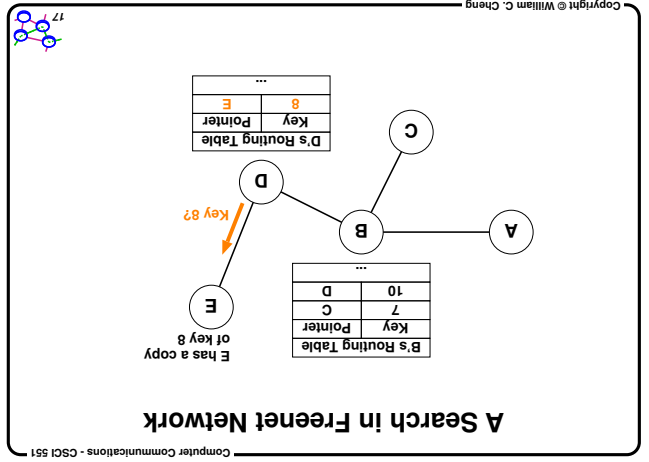 Computer Communications - CSCI 551
A Search in Freenet Network
E has a copy
of key 8
B's Routing Table
Key Pointer
7 C
10 D
...
E
Key 8?
A
B
D
C
D's Routing Table
Key Pointer
8 E
...
17
Copyright © William C. Cheng